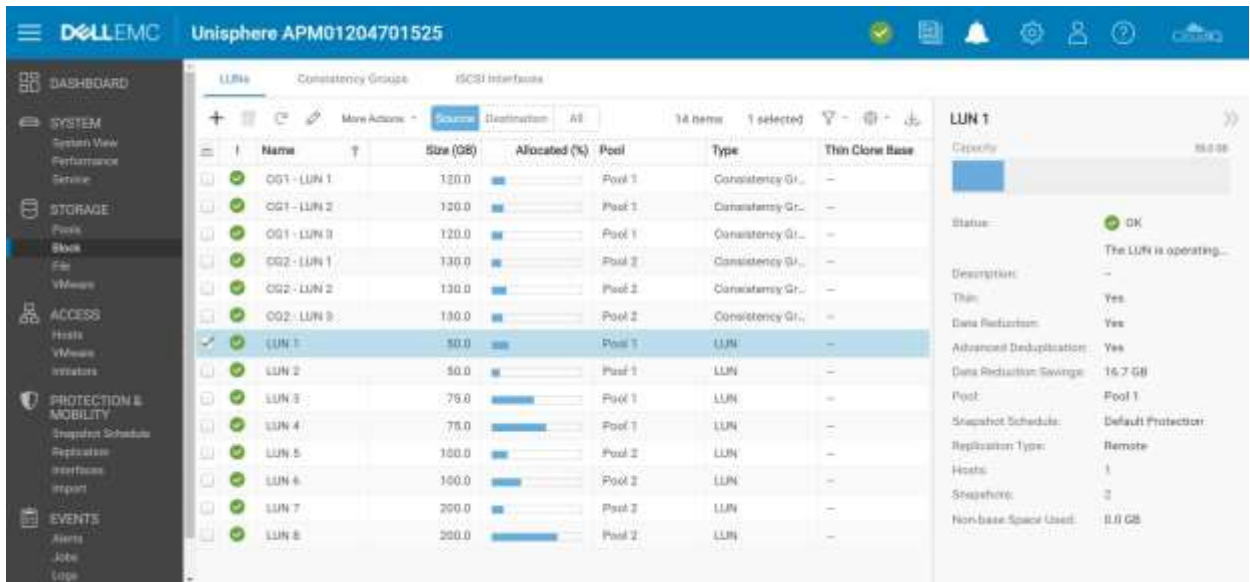 DELLEMC Unisphere APM01204701525
DASHBOARD
SYSTEM
System View
Performance
Service
STORAGE
Pools
Block
File
VMware
ACCESS
Hosts
VMware
Initiators
PROTECTION &
MOBILITY
Snapshot Schedule
Replication
Interfaces
Import
EVENTS
Alerts
Jobs
Logs
LUNs Consistency Groups iSCSI Interfaces
More Actions Source Destination All 14 items 1 selected
! Name Size (GB) Allocated (%) Pool Type Thin Clone Base
CG1 - LUN 1 120.0 Pool 1 Consistency Gr... --
CG1 - LUN 2 120.0 Pool 1 Consistency Gr... --
CG1 - LUN 3 120.0 Pool 1 Consistency Gr... --
CG2 - LUN 1 130.0 Pool 2 Consistency Gr... --
CG2 - LUN 2 130.0 Pool 2 Consistency Gr... --
CG2 - LUN 3 130.0 Pool 2 Consistency Gr... --
LUN 1 50.0 Pool 1 LUN --
LUN 2 50.0 Pool 1 LUN --
LUN 3 75.0 Pool 1 LUN --
LUN 4 75.0 Pool 1 LUN --
LUN 5 100.0 Pool 2 LUN --
LUN 6 100.0 Pool 2 LUN --
LUN 7 200.0 Pool 2 LUN --
LUN 8 200.0 Pool 2 LUN --
LUN 1
Capacity
Status: OK
The LUN is operating...
Description: --
Thin: Yes
Data Reduction: Yes
Advanced Deduplication: Yes
Data Reduction Savings: 16.7 GB
Pool: Pool 1
Snapshot Schedule: Default Protection
Replication Type: Remote
Hosts: 1
Snapshots: 2
Non-base Space Used: 0.0 GB